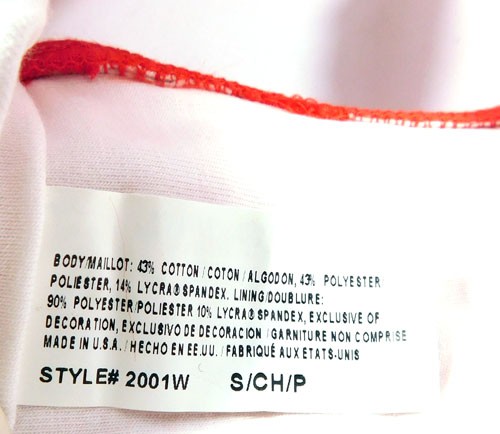 BODY/MAILLOT: 43% COTTON/COTON/ALGODON, 43% POLYESTER
POLIESTER, 14% LYCRA®SPANDEX. LINING/DOUBLURE:
90% POLYESTER/POLIESTER 10% LYCRA®SPANDEX, EXCLUSIVE OF
DECORATION, EXCLUSIVO DE DECORACION/GARNITURE NON COMPRISE
MADE IN U.S.A./HECHO EN EE.UU./FABRIQUÉ AUX ETATS-UNIS
STYLE# 2001W S/CH/P